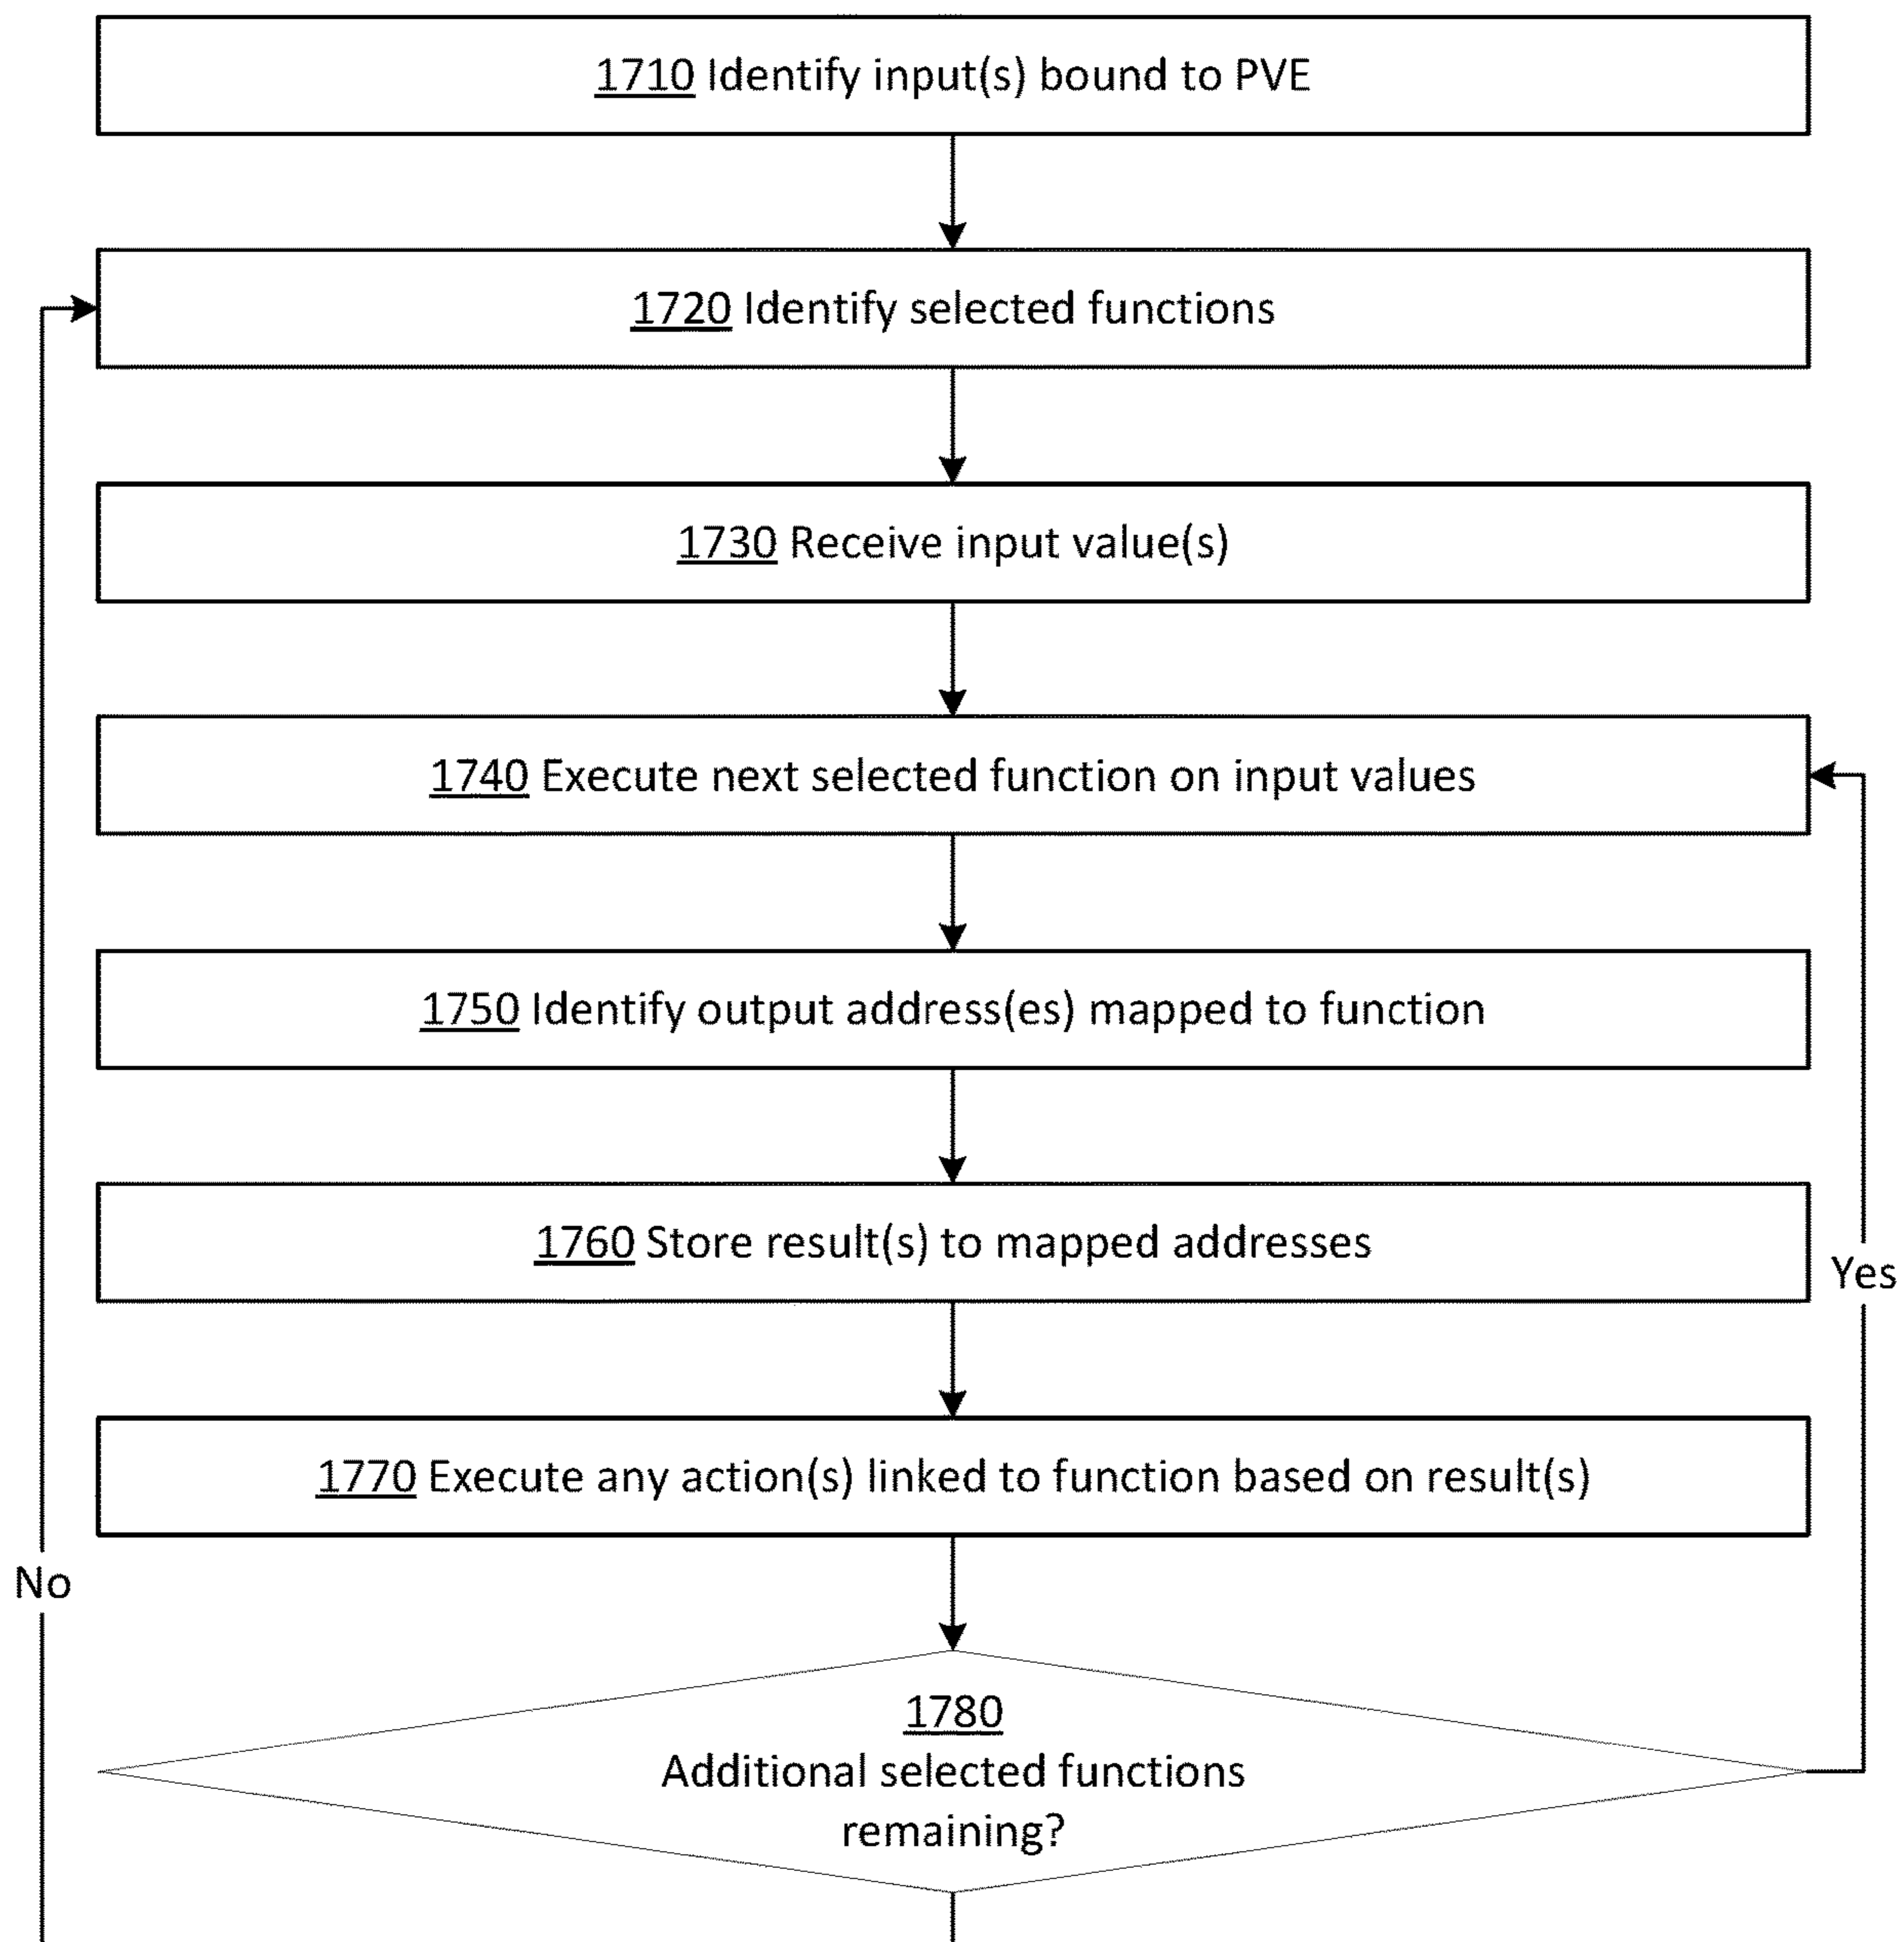 1710 Identify input(s) bound to PVE
1720 Identify selected functions
1730 Receive input value(s)
1740 Execute next selected function on input values
1750 Identify output address(es) mapped to function
1760 Store result(s) to mapped addresses
Yes
1770 Execute any action(s) linked to function based on result(s)
No
1780
Additional selected functions
remaining?